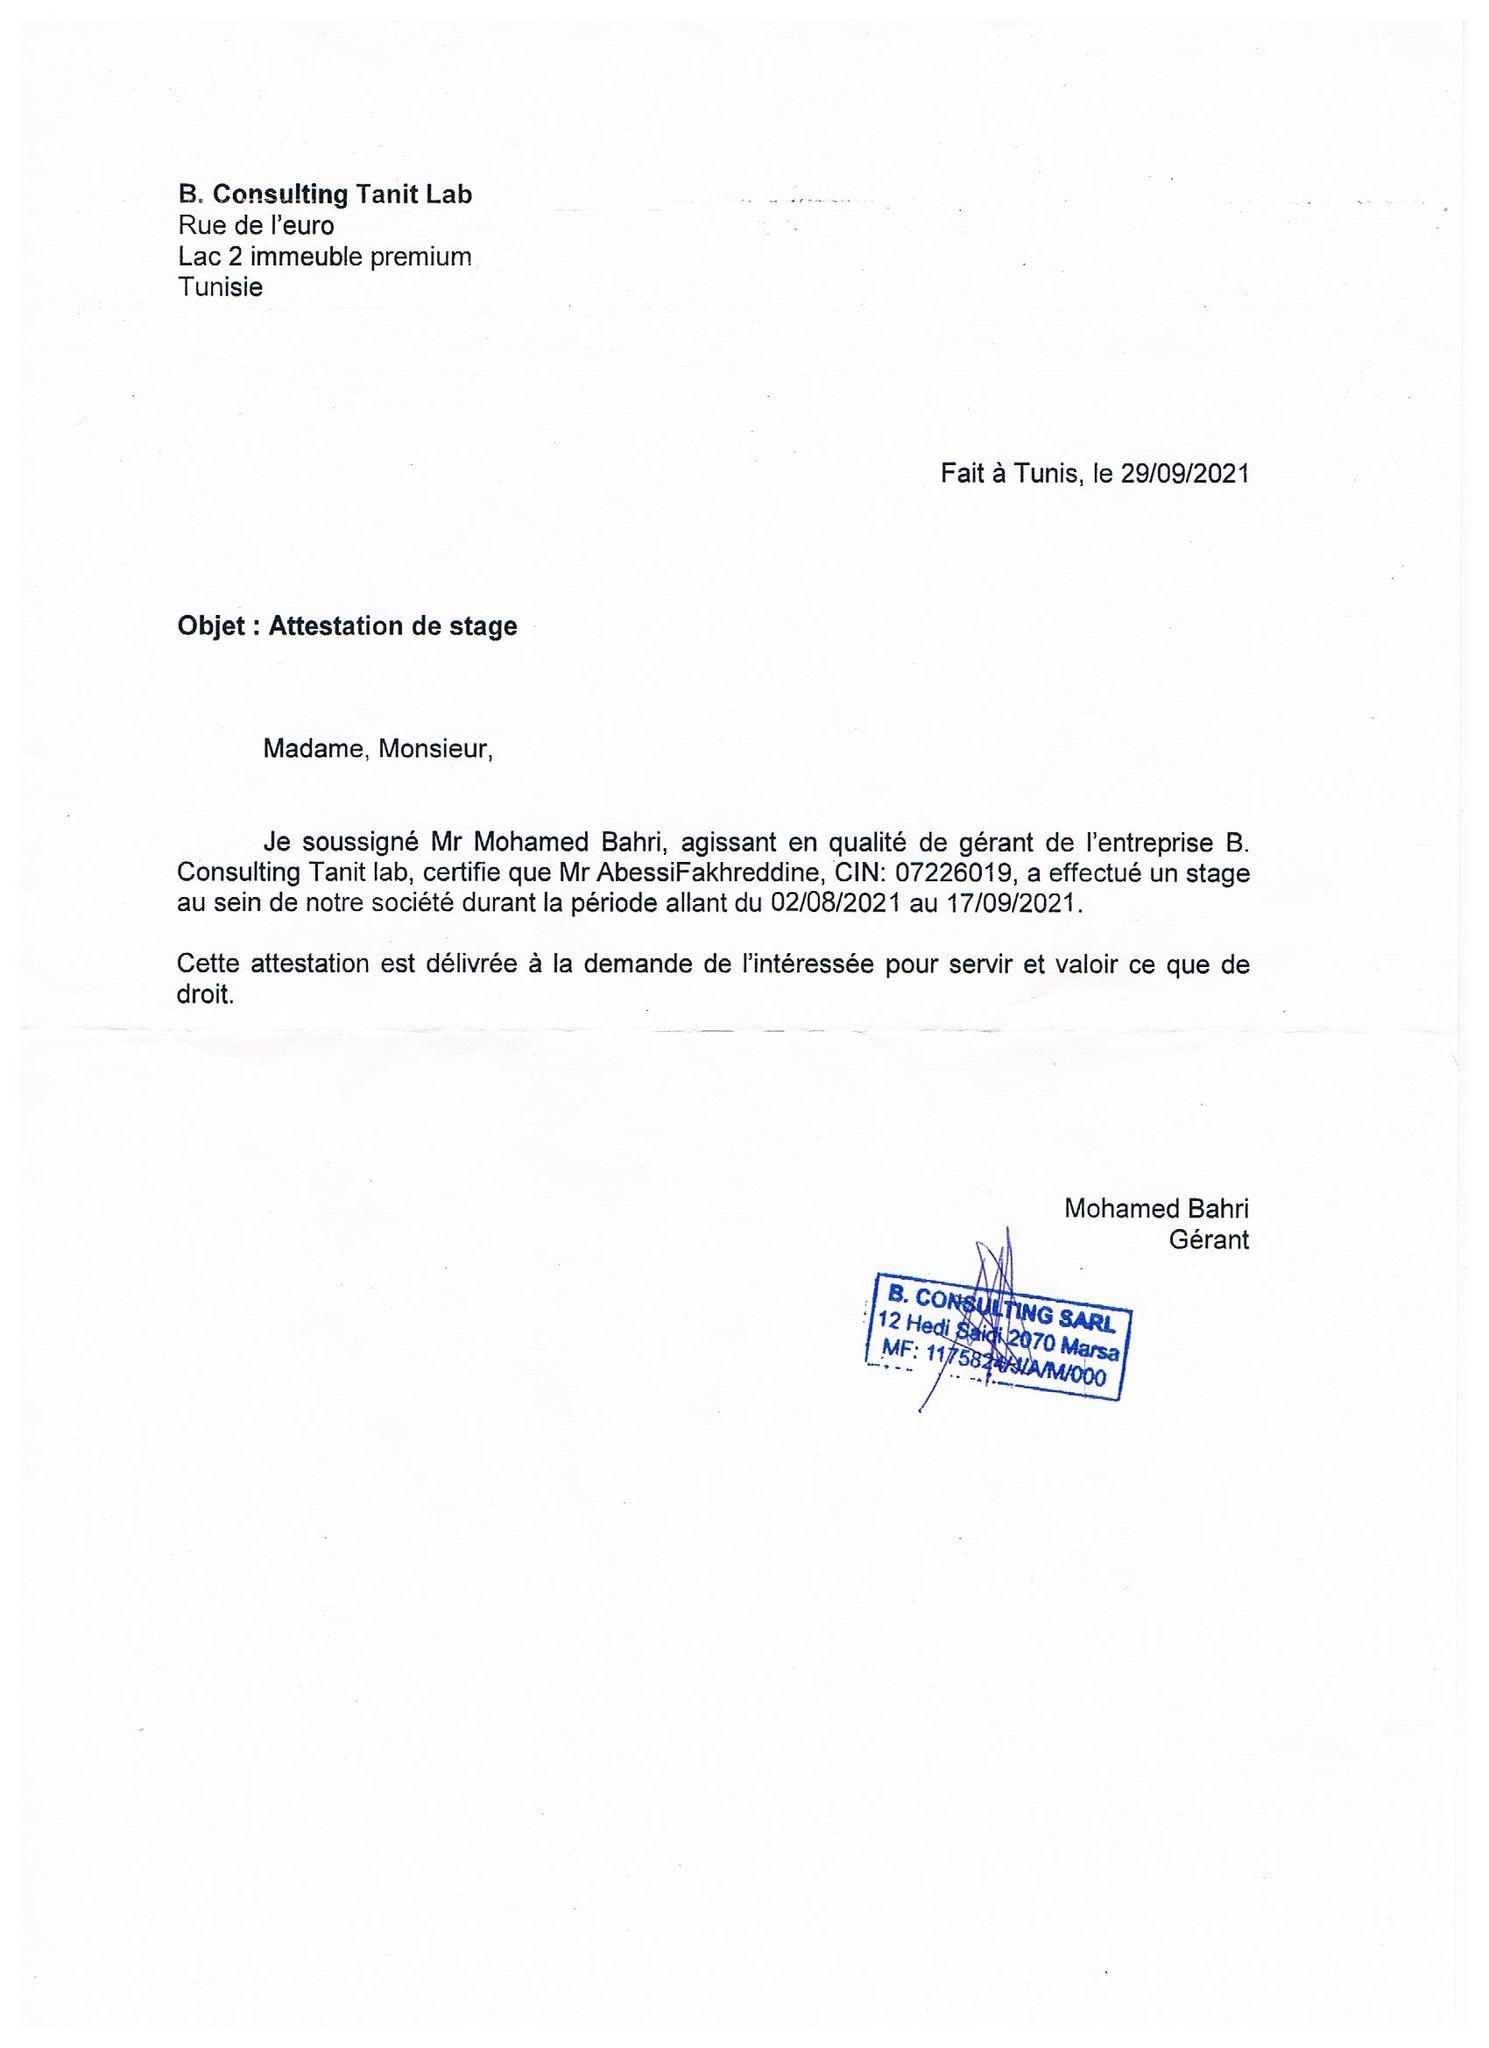 B. Consulting Tanit Lab
Rue de l'euro
Lac 2 immeuble premium
Tunisie
Fait à Tunis, le 29/09/2021
Objet : Attestation de stage
Madame, Monsieur,
Je soussigné Mr Mohamed Bahri, agissant en qualité de gérant de l'entreprise B.
Consulting Tanit lab, certifie que Mr AbessiFakhreddine, CIN: 07226019, a effectué un stage
au sein de notre société durant la période allant du 02/08/2021 au 17/09/2021.
Cette attestation est délivrée à la demande de l'intéressée pour servir et valoir ce que de
droit.
Mohamed Bahri
Gérant
B. CONSULTING SARL
12 Hedi Saidi 2070 Marsa
MF: 1175824/J/A/M/000